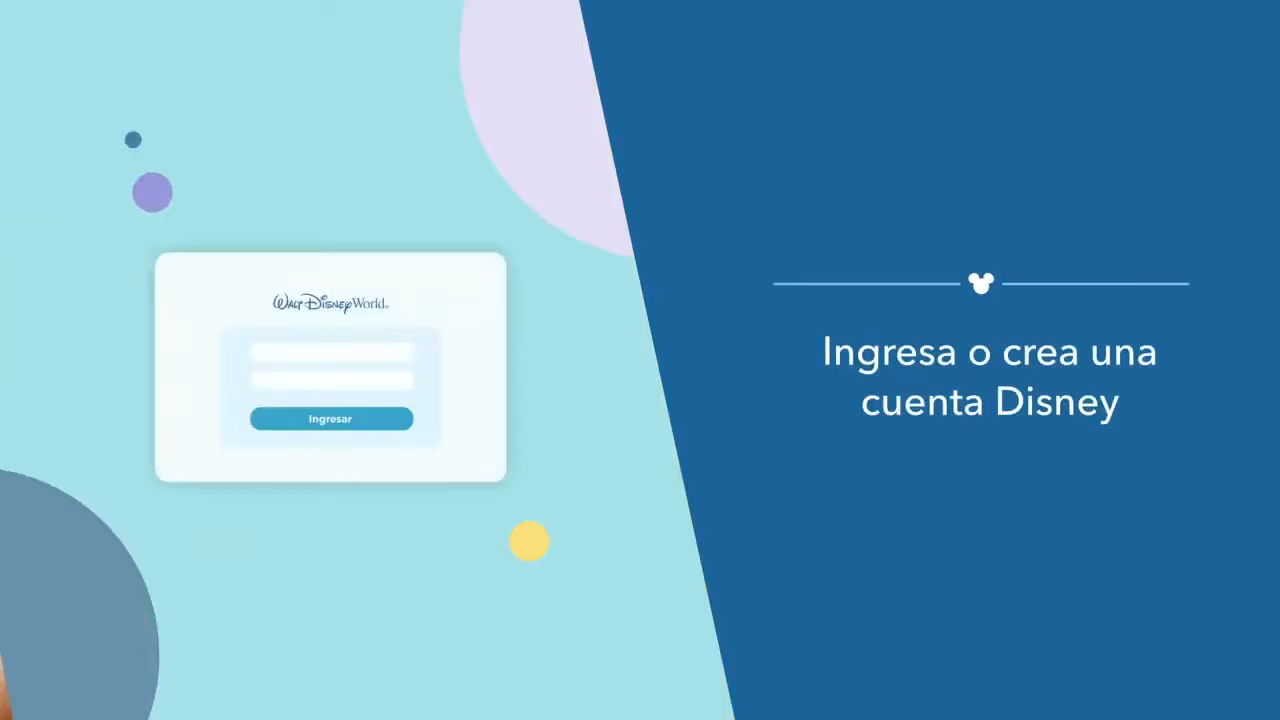 Walt Disney World
Ingresar
Ingresa o crea una
cuenta Disney